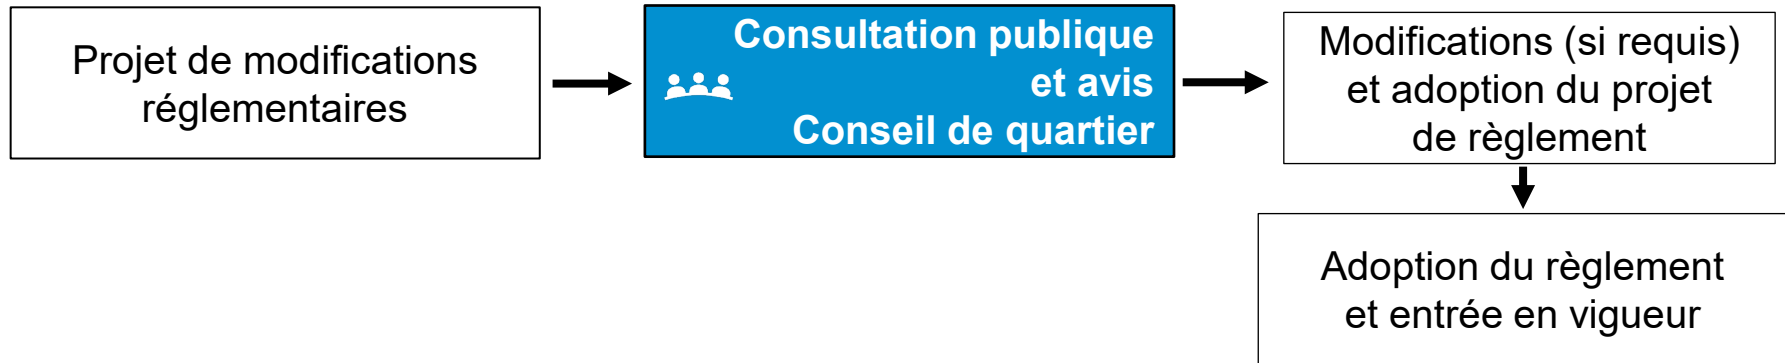 Projet de modifications
réglementaires
Consultation publique
et avis
Conseil de quartier
Modifications (si requis)
et adoption du projet
de règlement
Adoption du règlement
et entrée en vigueur